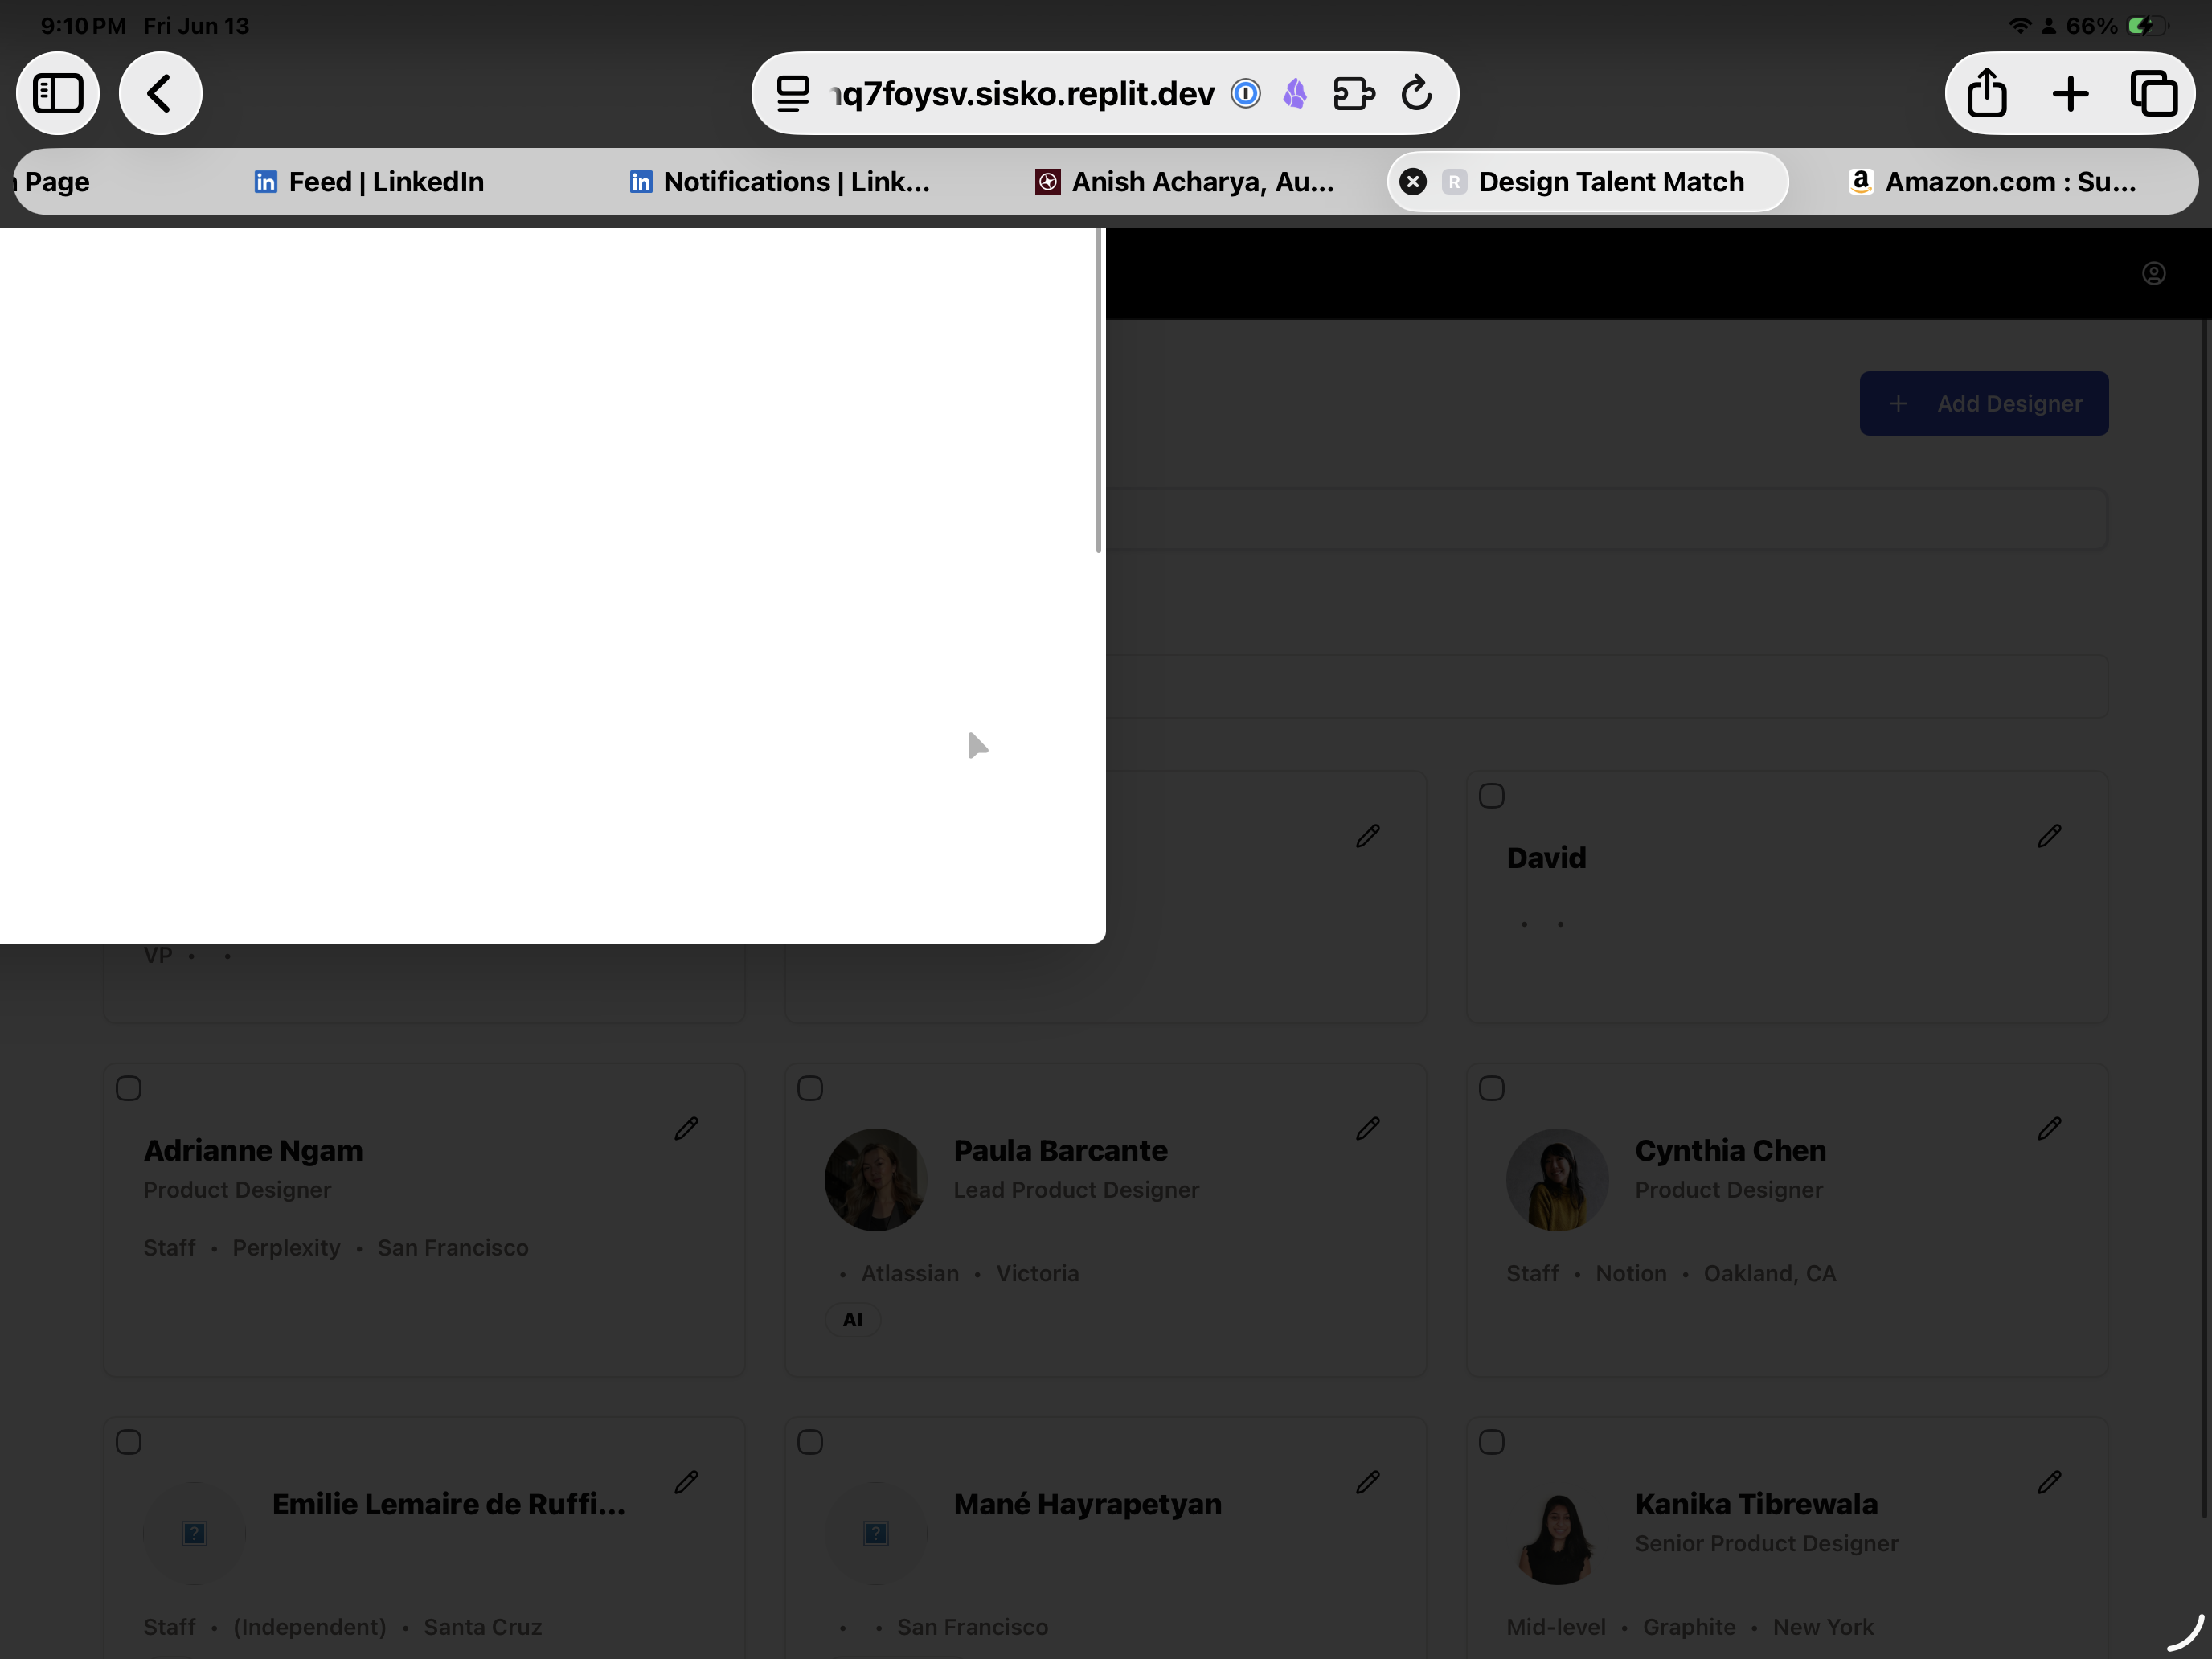 9:10 PM Fri Jun 13
66%
q7foysv.sisko.replit.dev
Page
Feed | LinkedIn
Notifications | Link...
Anish Acharya, Au...
R
Design Talent Match
Amazon.com : Su...
+ Add Designer
David
• •
VP • •
Adrianne Ngam
Product Designer
Staff • Perplexity • San Francisco
Paula Barcante
Lead Product Designer
• Atlassian • Victoria
AI
Cynthia Chen
Product Designer
Staff • Notion • Oakland, CA
Emilie Lemaire de Ruffi...
Staff • (Independent) • Santa Cruz
Mané Hayrapetyan
• • San Francisco
Kanika Tibrewala
Senior Product Designer
Mid-level • Graphite • New York